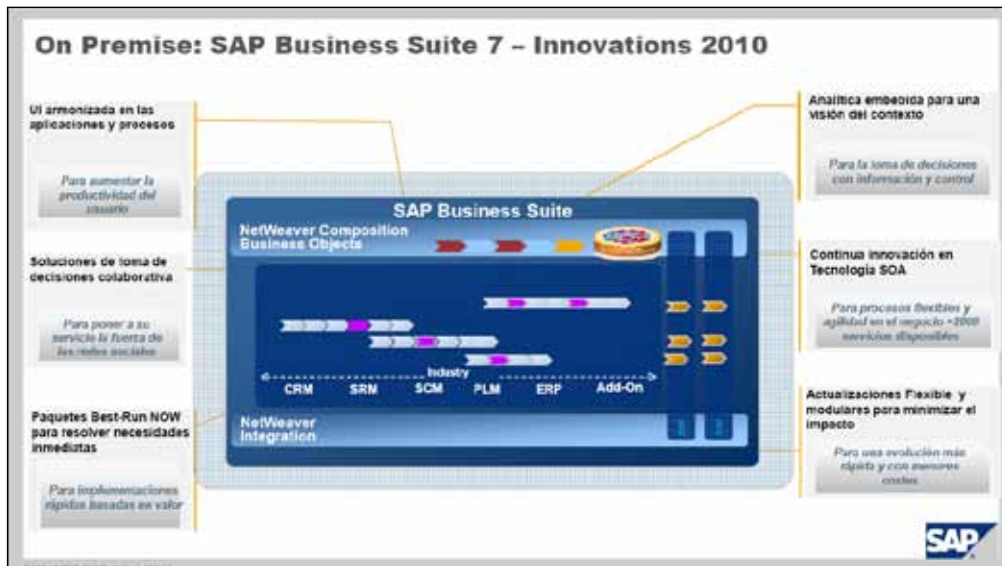 On Premise: SAP Business Suite 7 – Innovations 2010
UI armonizada en las
aplicaciones y procesos
Para aumentar la
productividad del
usuario
Soluciones de toma de
decisiones colaborativa
Para poner a su
servicio la fuerza de
las redes sociales
Paquetes Best-Run NOW
para resolver necesidades
inmediatas
Para implementaciones
rápidas basadas en valor
SAP Business Suite
NetWeaver Composition
Business Objects
Industry
CRM SRM SCM PLM ERP Add-On
NetWeaver
Integration
Analítica embebida para una
visión del contexto
Para la toma de decisiones
con información y control
Continua innovación en
Tecnología SOA
Para procesos flexibles y
agilidad en el negocio
servicios disponibles
Actualizaciones Flexible y
modulares para minimizar el
impacto
Para una evolución más
rápida y con menores
costes
SAP